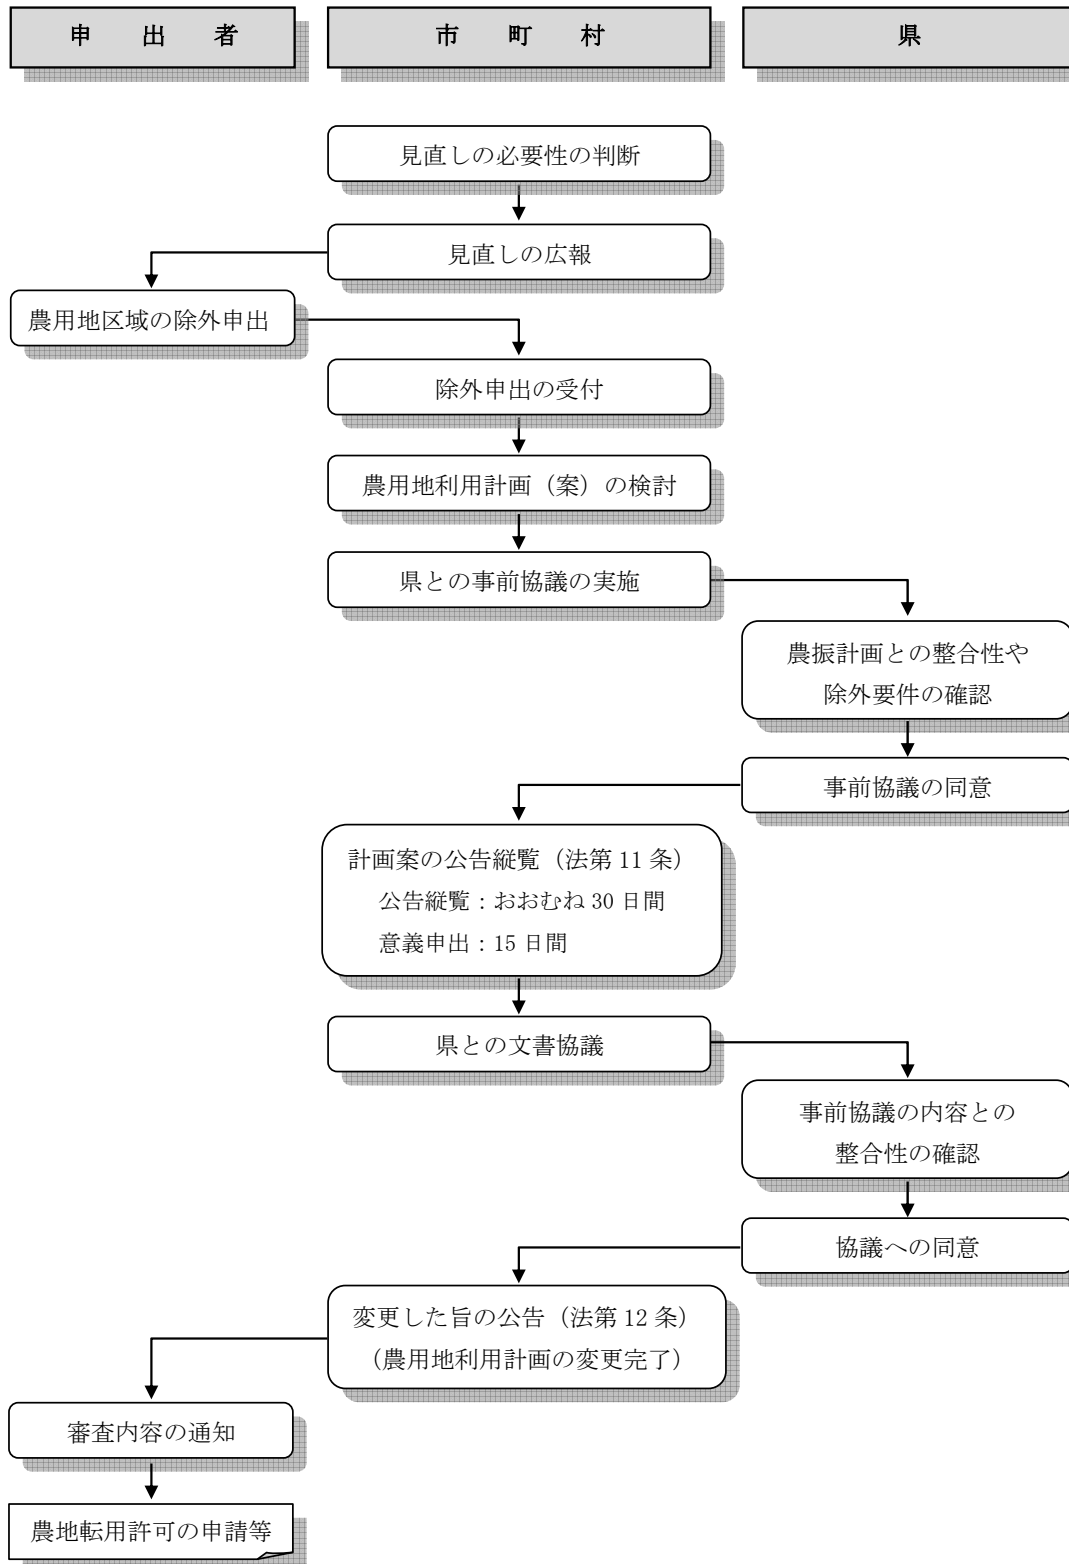 申 出 者
市 町 村
県
見直しの必要性の判断
見直しの広報
農用地区域の除外申出
除外申出の受付
農用地利用計画（案）の検討
県との事前協議の実施
農振計画との整合性や
除外要件の確認
事前協議の同意
計画案の公告縦覧（法第 11 条）
公告縦覧：おおむね 30 日間
意義申出：15 日間
県との文書協議
事前協議の内容との
整合性の確認
協議への同意
変更した旨の公告（法第 12 条）
（農用地利用計画の変更完了）
審査内容の通知
農地転用許可の申請等